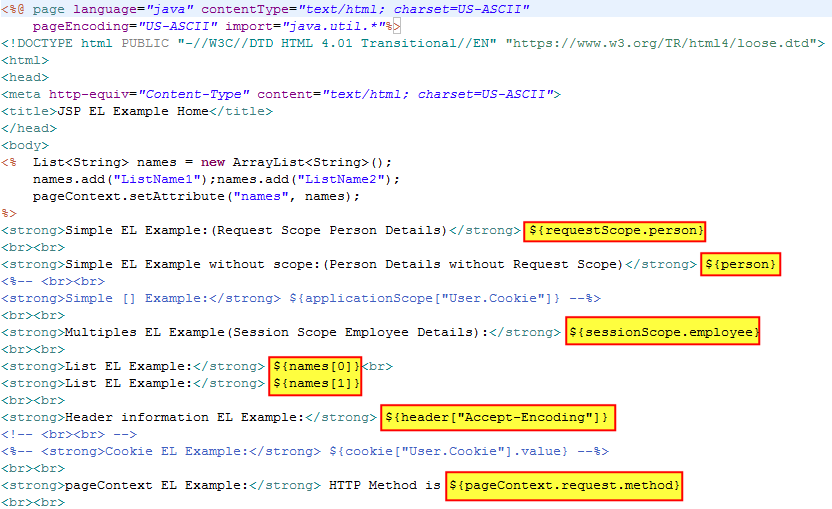 <%@ page language="java" contentType="text/html; charset=US-ASCII"
    pageEncoding="US-ASCII" import="java.util.*"%>
<!DOCTYPE html PUBLIC "-//W3C//DTD HTML 4.01 Transitional//EN" "https://www.w3.org/TR/html4/loose.dtd">
<html>
<head>
<meta http-equiv="Content-Type" content="text/html; charset=US-ASCII">
<title>JSP EL Example Home</title>
</head>
<body>
<%  List<String> names = new ArrayList<String>();
    names.add("ListName1");names.add("ListName2");
    pageContext.setAttribute("names", names);
%>
<strong>Simple EL Example:(Request Scope Person Details)</strong> ${requestScope.person}
<br><br>
<strong>Simple EL Example without scope:(Person Details without Request Scope)</strong> ${person}
<%-- <br><br>
<strong>Simple [] Example:</strong> ${applicationScope["User.Cookie"]} --%>
<br><br>
<strong>Multiples EL Example(Session Scope Employee Details):</strong> ${sessionScope.employee}
<br><br>
<strong>List EL Example:</strong> ${names[0]}<br>
<strong>List EL Example:</strong> ${names[1]}
<br><br>
<strong>Header information EL Example:</strong> ${header["Accept-Encoding"]}
<!-- <br><br> -->
<%-- <strong>Cookie EL Example:</strong> ${cookie["User.Cookie"].value} --%>
<br><br>
<strong>pageContext EL Example:</strong> HTTP Method is ${pageContext.request.method}
<br><br>